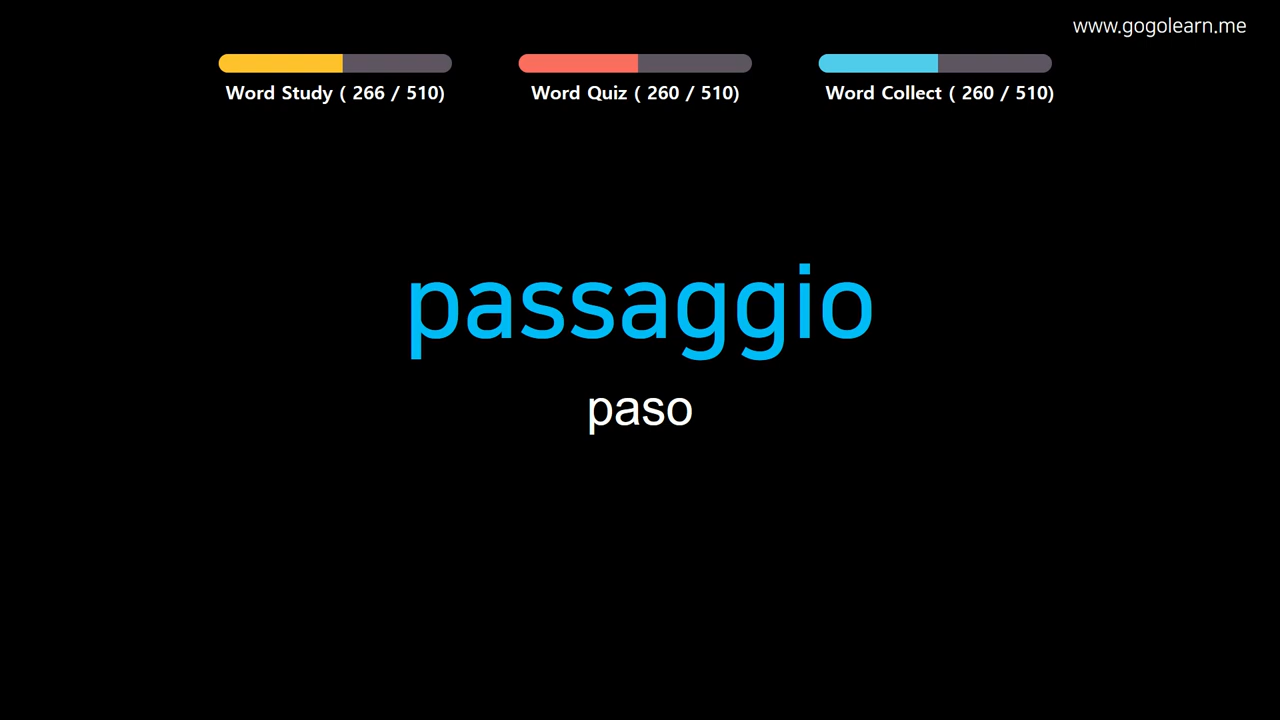 www.gogolearn.me
Word Study ( 266 / 510)
Word Quiz ( 260 / 510)
Word Collect ( 260 / 510)
passaggio
paso